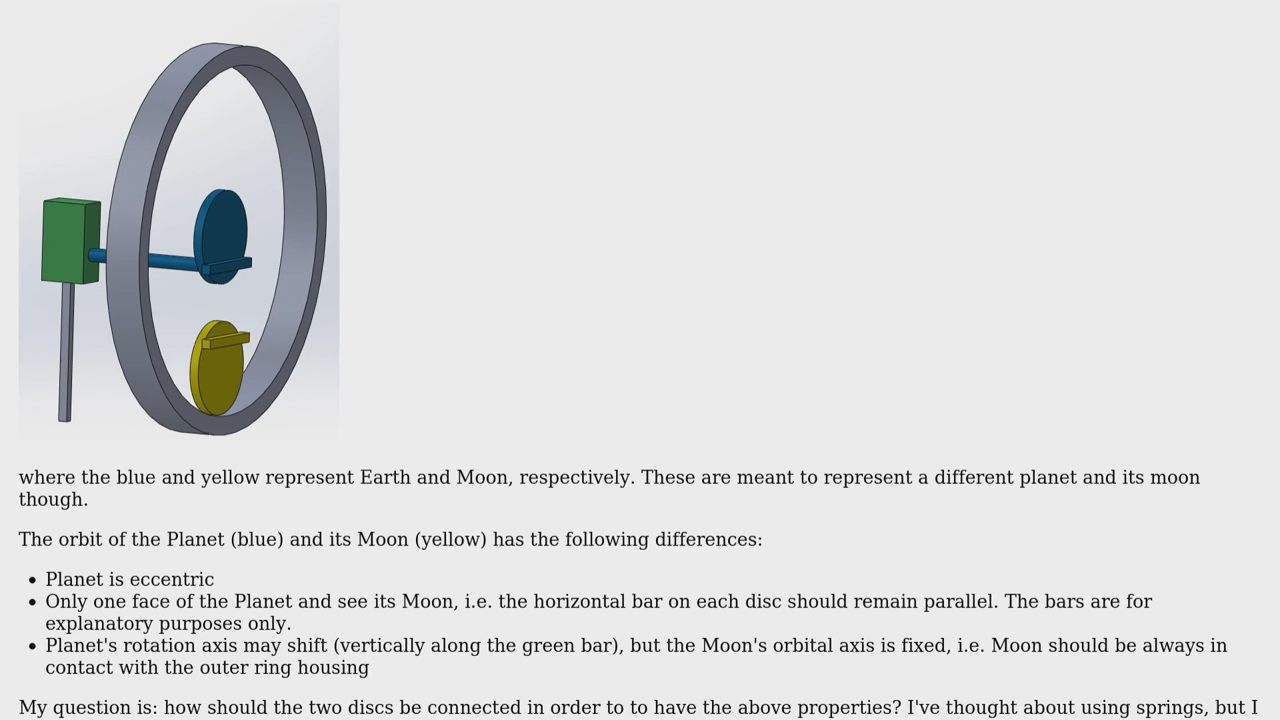 where the blue and yellow represent Earth and Moon, respectively. These are meant to represent a different planet and its moon
though.
The orbit of the Planet (blue) and its Moon (yellow) has the following differences:
• Planet is eccentric
• Only one face of the Planet and see its Moon, i.e. the horizontal bar on each disc should remain parallel. The bars are for
explanatory purposes only.
• Planet's rotation axis may shift (vertically along the green bar), but the Moon's orbital axis is fixed, i.e. Moon should be always in
contact with the outer ring housing
My question is: how should the two discs be connected in order to to have the above properties? I've thought about using springs, but I